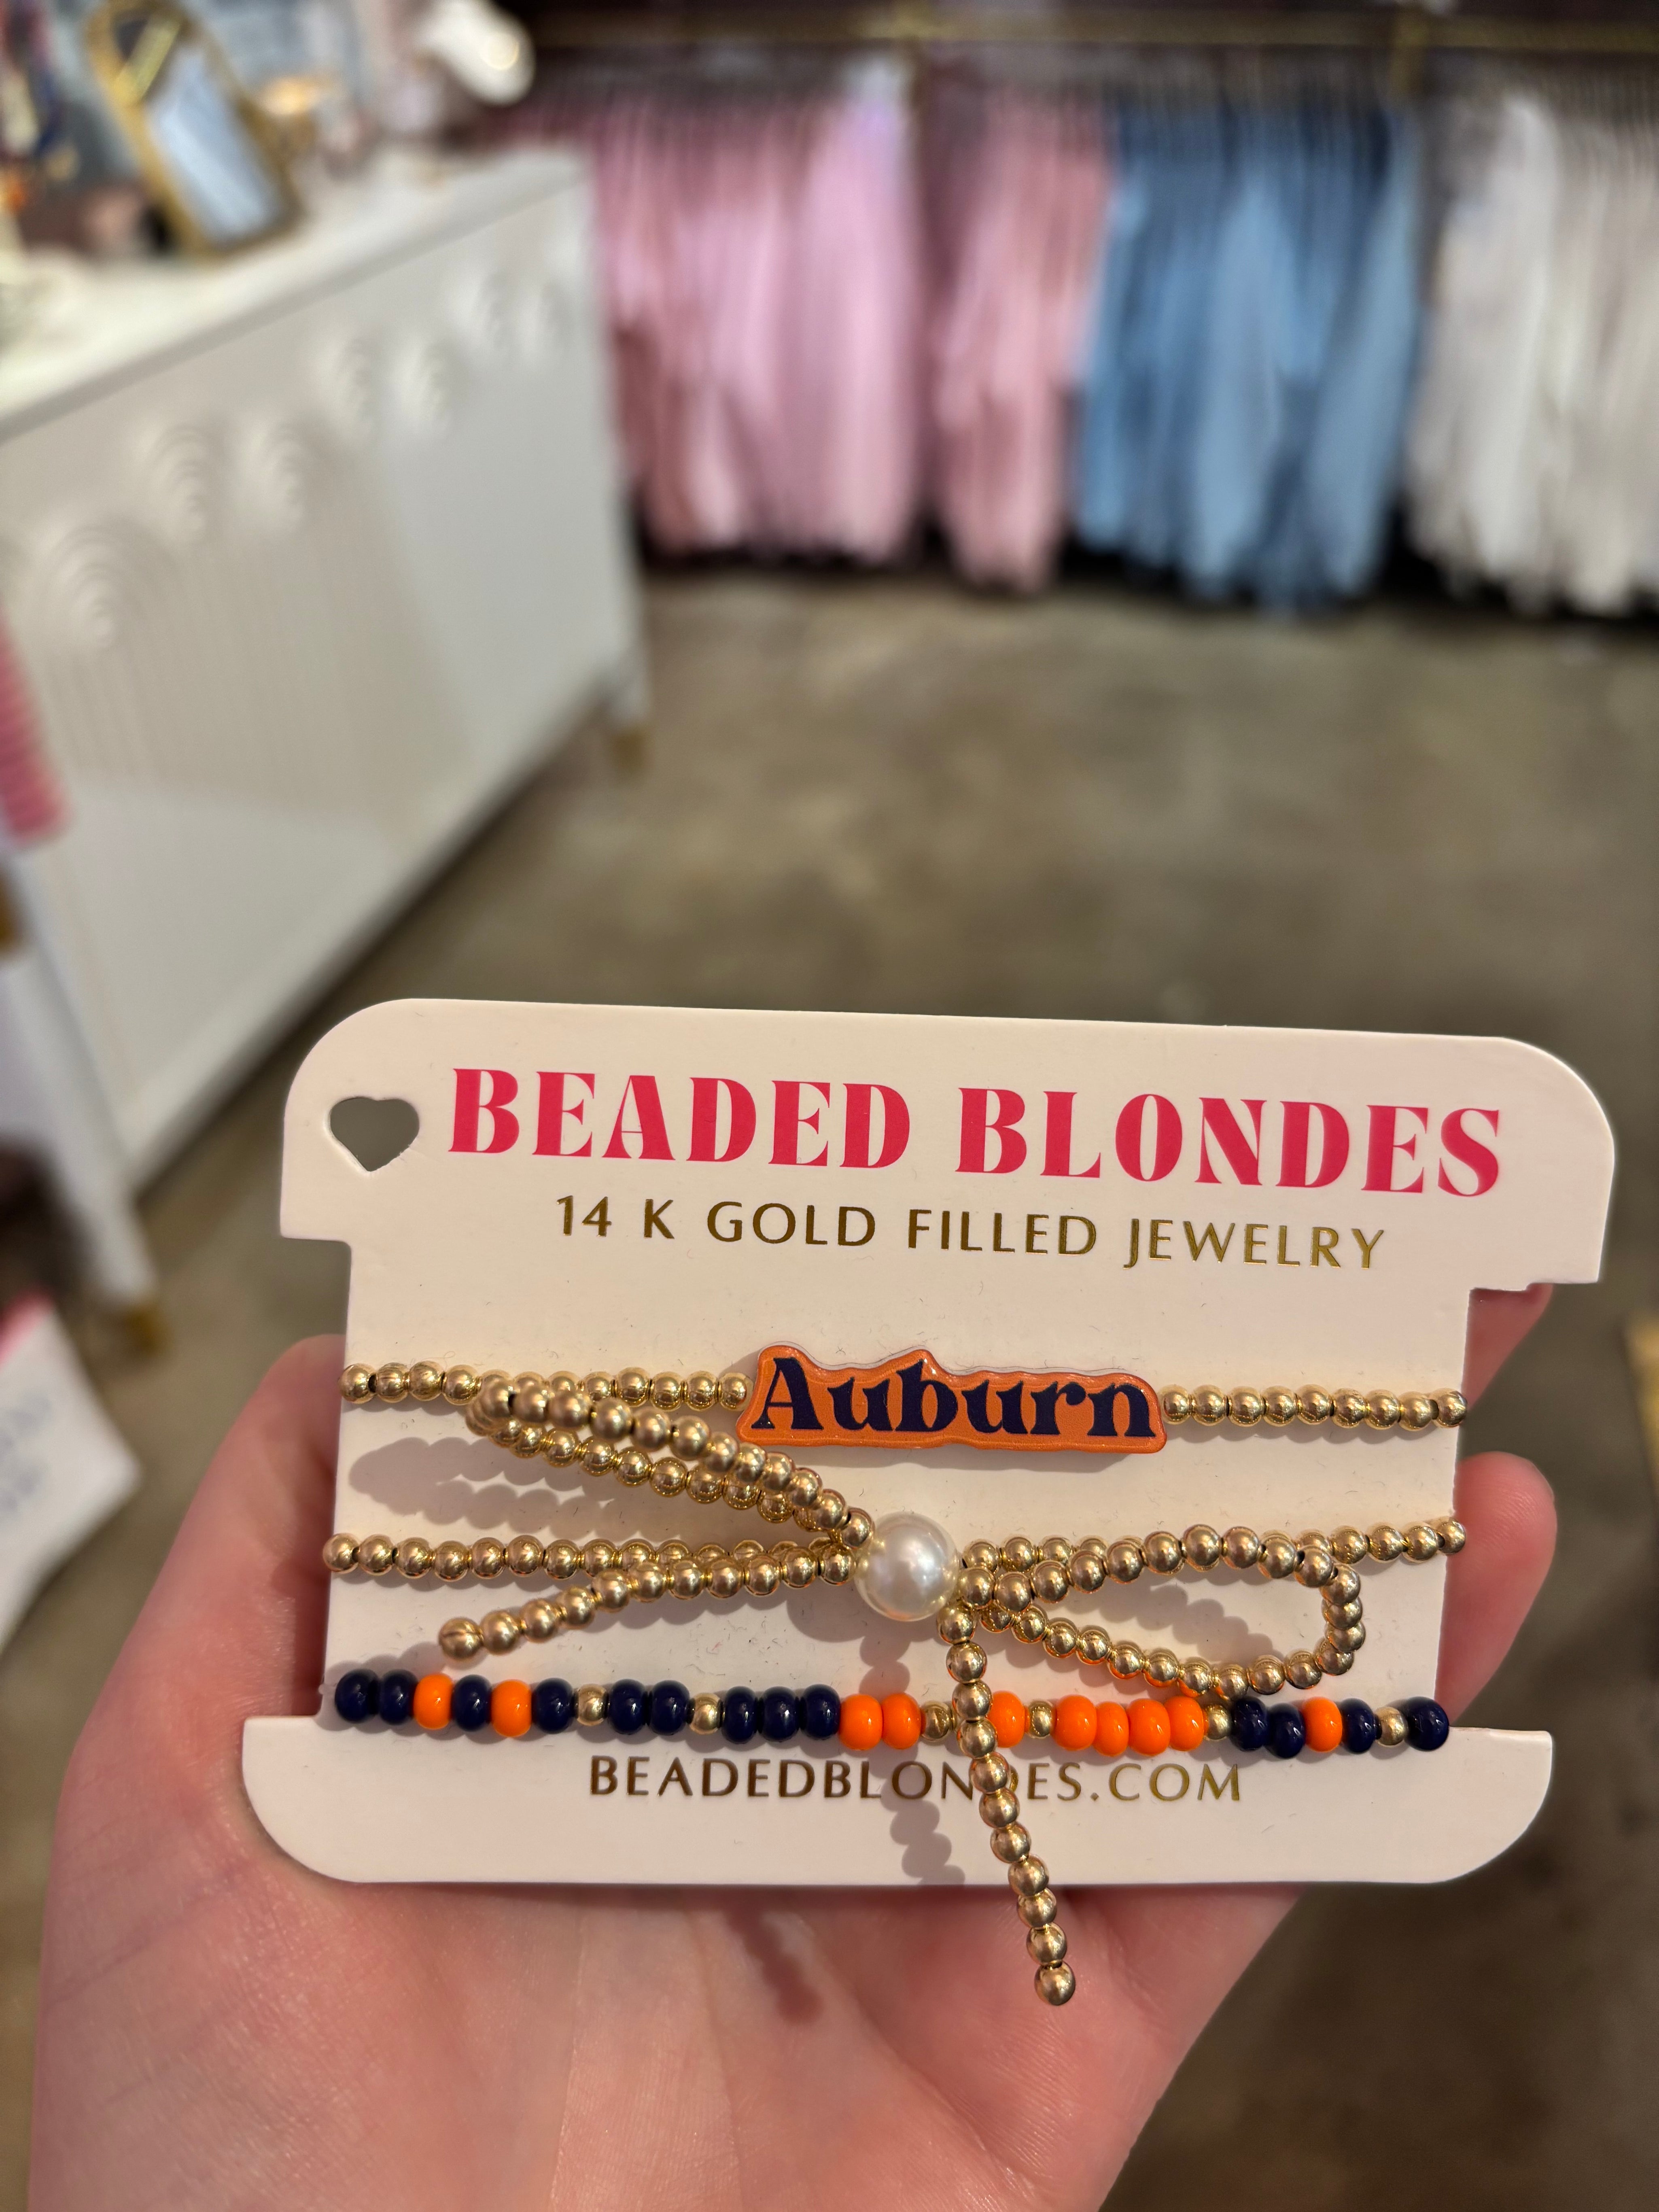 BEADED BLONDES
14 K GOLD FILLED JEWELRY
Auburn
BEADEDBLONDES.COM